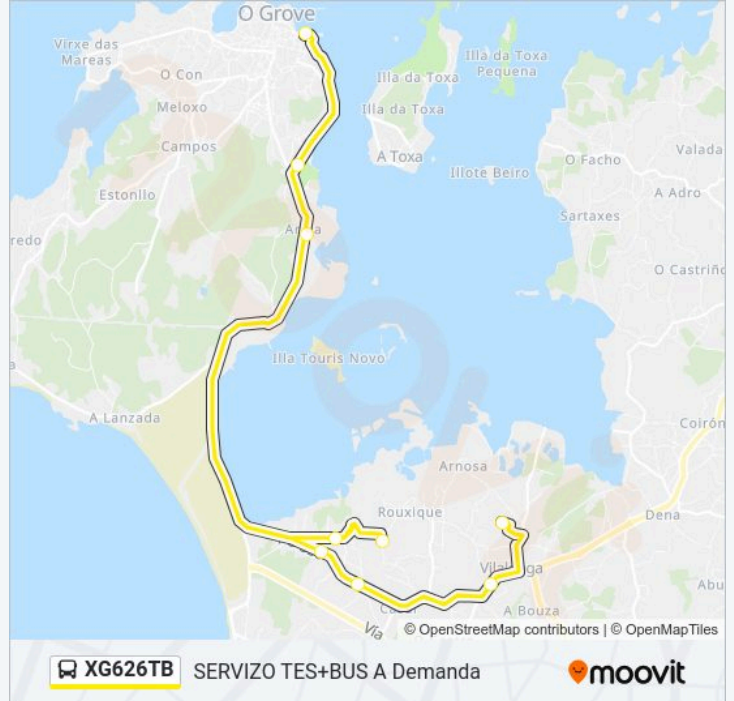 O Grove
Virxe das
Mareas
O Con
Illa da Toxa
Illa da Toxa
Pequena
Meloxo
Illa da Toxa
Campos
A Toxa
O Facho
Valada
Illote Beiro
Estonllo
A Adro
Sartaxes
redo
O Castriño
Illa Touris Novo
A Lanzada
Coirón
Arnosa
Rouxique
Dena
A Bouza
Abu
Vía
© OpenStreetMap contributors | © OpenMapTiles
XG626TB
SERVIZO TES+BUS A Demanda
moovit